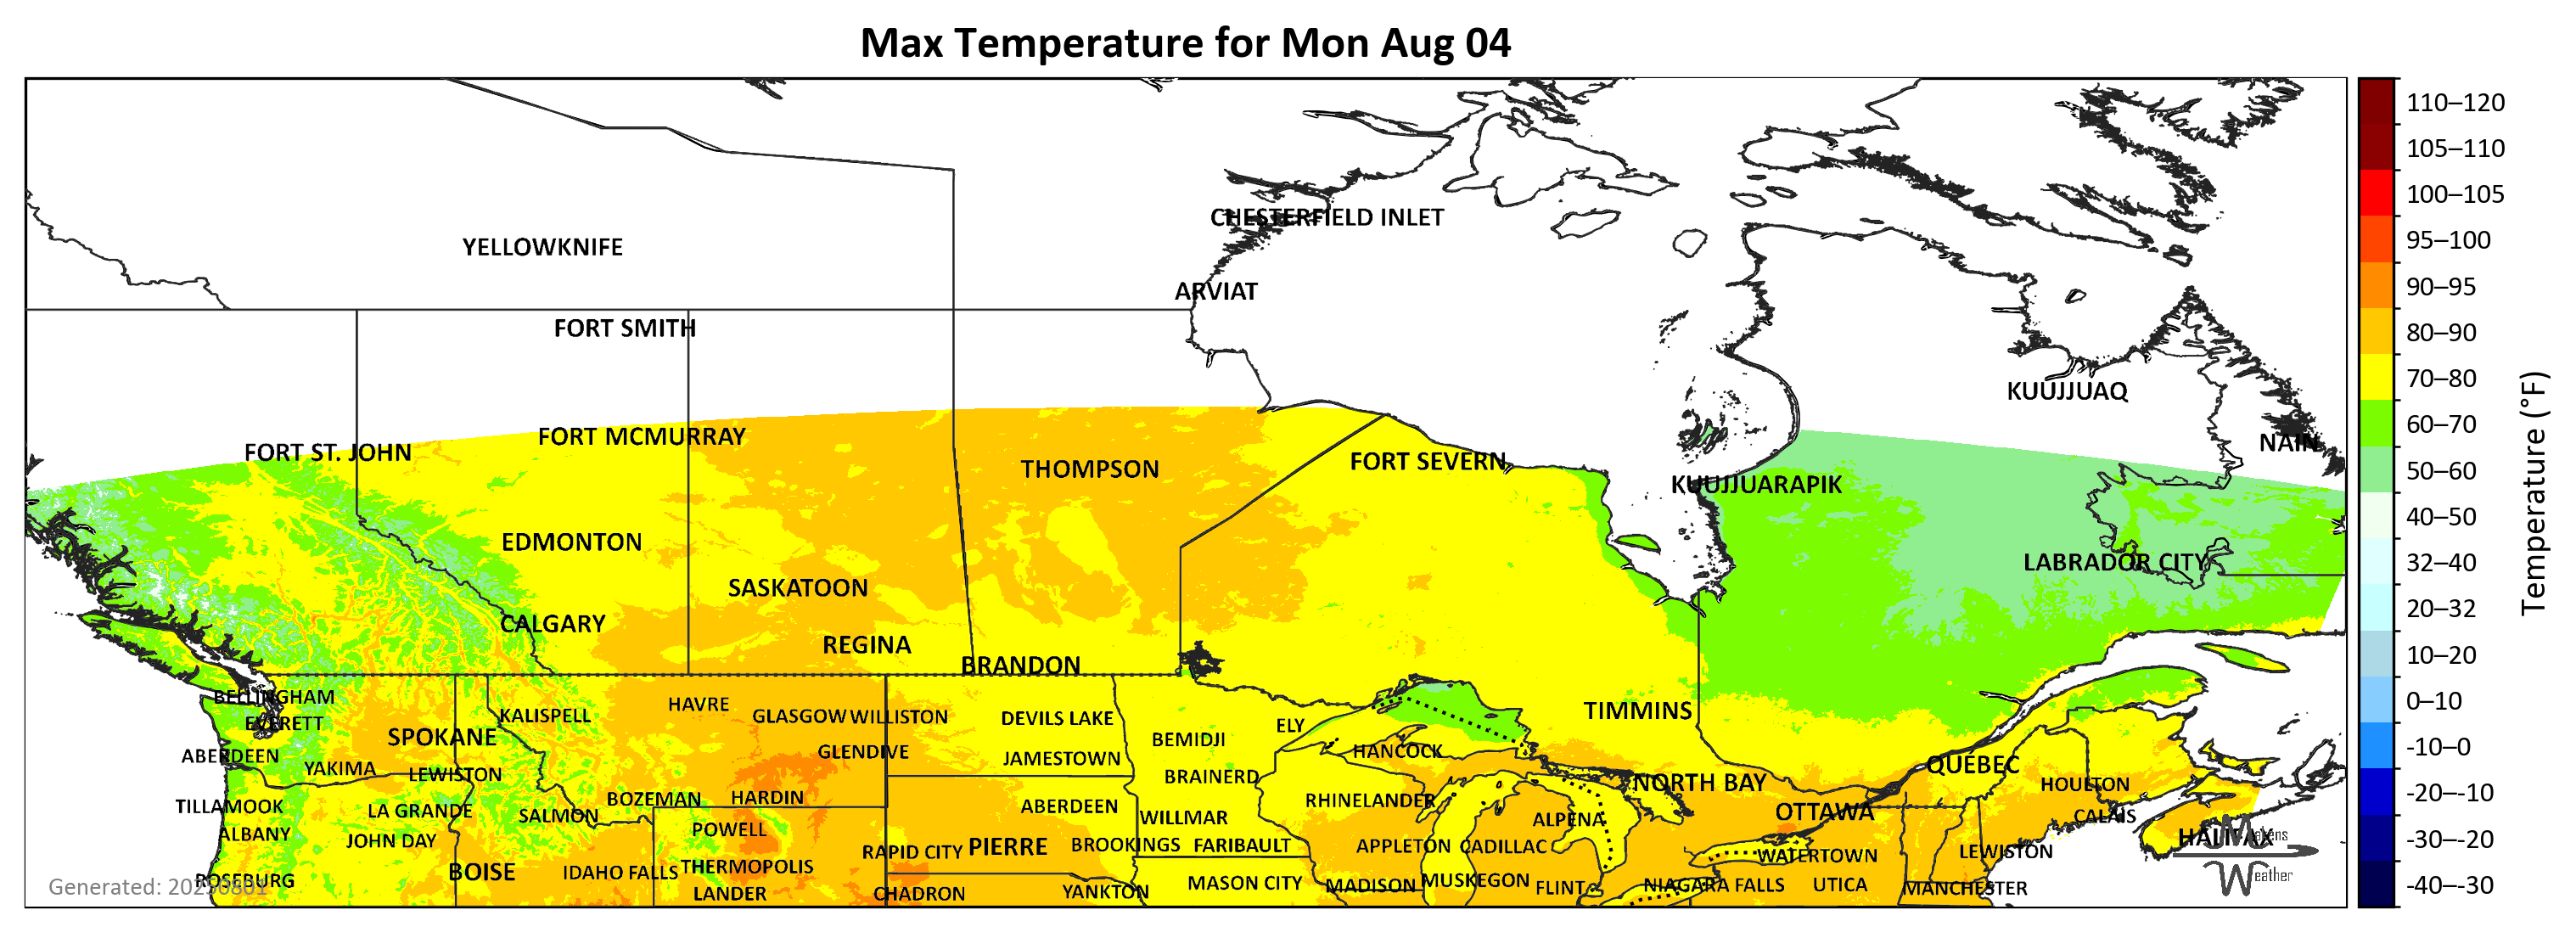 Max Temperature for Mon Aug 04
110–120
105–110
100–105
95–100
90–95
80–90
70–80
60–70
50–60
40–50
32–40
20–32
10–20
0–10
-10–0
-20–-10
-30–-20
-40–-30
Temperature (°F)
CHESTERFIELD INLET
YELLOWKNIFE
ARVIAT
FORT SMITH
KUUJJUAQ
FORT MCMURRAY
NAIN
FORT ST. JOHN
FORT SEVERN
THOMPSON
KUUJJUARAPIK
EDMONTON
LABRADOR CITY
SASKATOON
CALGARY
REGINA
BRANDON
BELLINGHAM
HAVRE
TIMMINS
KALISPELL
GLASGOW
WILLISTON
DEVILS LAKE
EVERETT
ELY
SPOKANE
BEMIDJI
ABERDEEN
GLENDIVE
HANCOCK
JAMESTOWN
QUÉBEC
YAKIMA
LEWISTON
BRAINERD
NORTH BAY
HOULTON
BOZEMAN
HARDIN
RHINELANDER
TILLAMOOK
LA GRANDE
ABERDEEN
OTTAWA
SALMON
WILLMAR
ALPENA
CALAIS
ALBANY
POWELL
HALIFAX
JOHN DAY
PIERRE
BROOKINGS
FARIBAULT
APPLETON
CADILLAC
RAPID CITY
WATERTOWN
LEWISTON
BOISE
IDAHO FALLS
THERMOPOLIS
ROSEBURG
MASON CITY
MADISON
MUSKEGON
FLINT
NIAGARA FALLS
UTICA
MANCHESTER
LANDER
CHADRON
YANKTON
Generated: 20250801
Makens
Weather